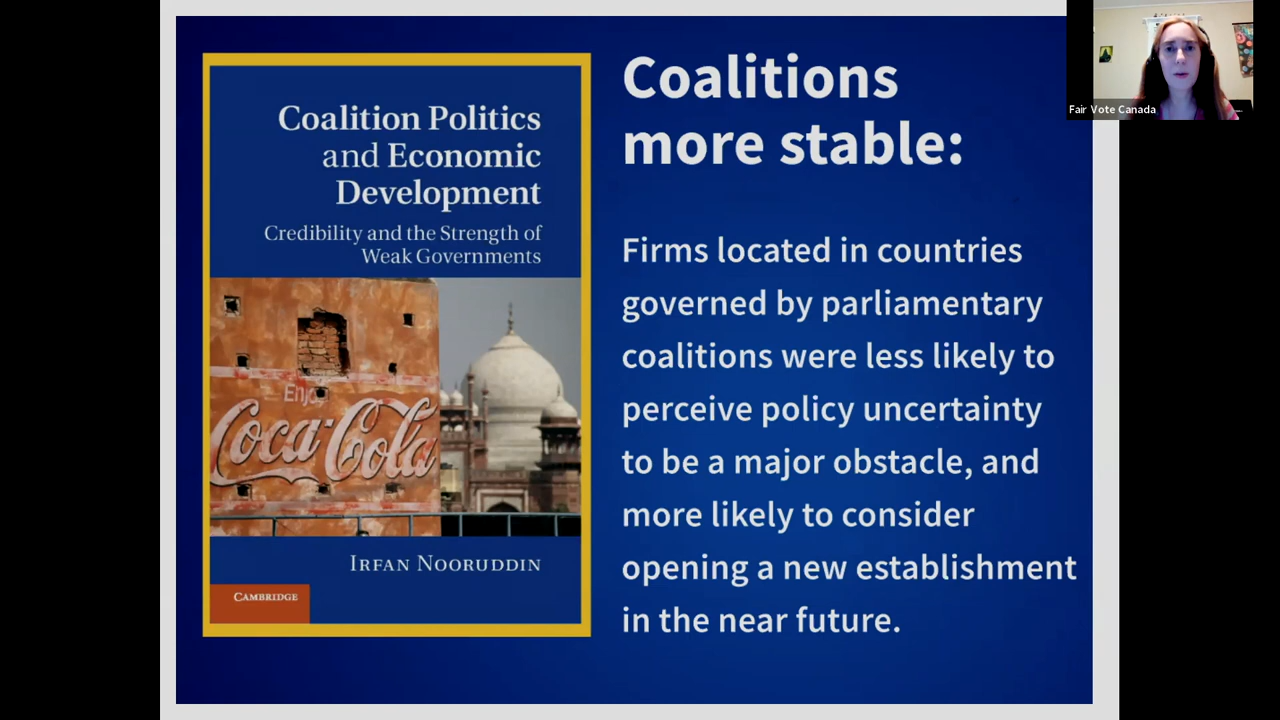 Coalition Politics
and Economic
Development
Credibility and the Strength of
Weak Governments
Enjoy
Coca-Cola
IRFAN NOORUDDIN
CAMBRIDGE
Coalitions
more stable:
Firms located in countries
governed by parliamentary
coalitions were less likely to
perceive policy uncertainty
to be a major obstacle, and
more likely to consider
opening a new establishment
in the near future.
Fair Vote Canada